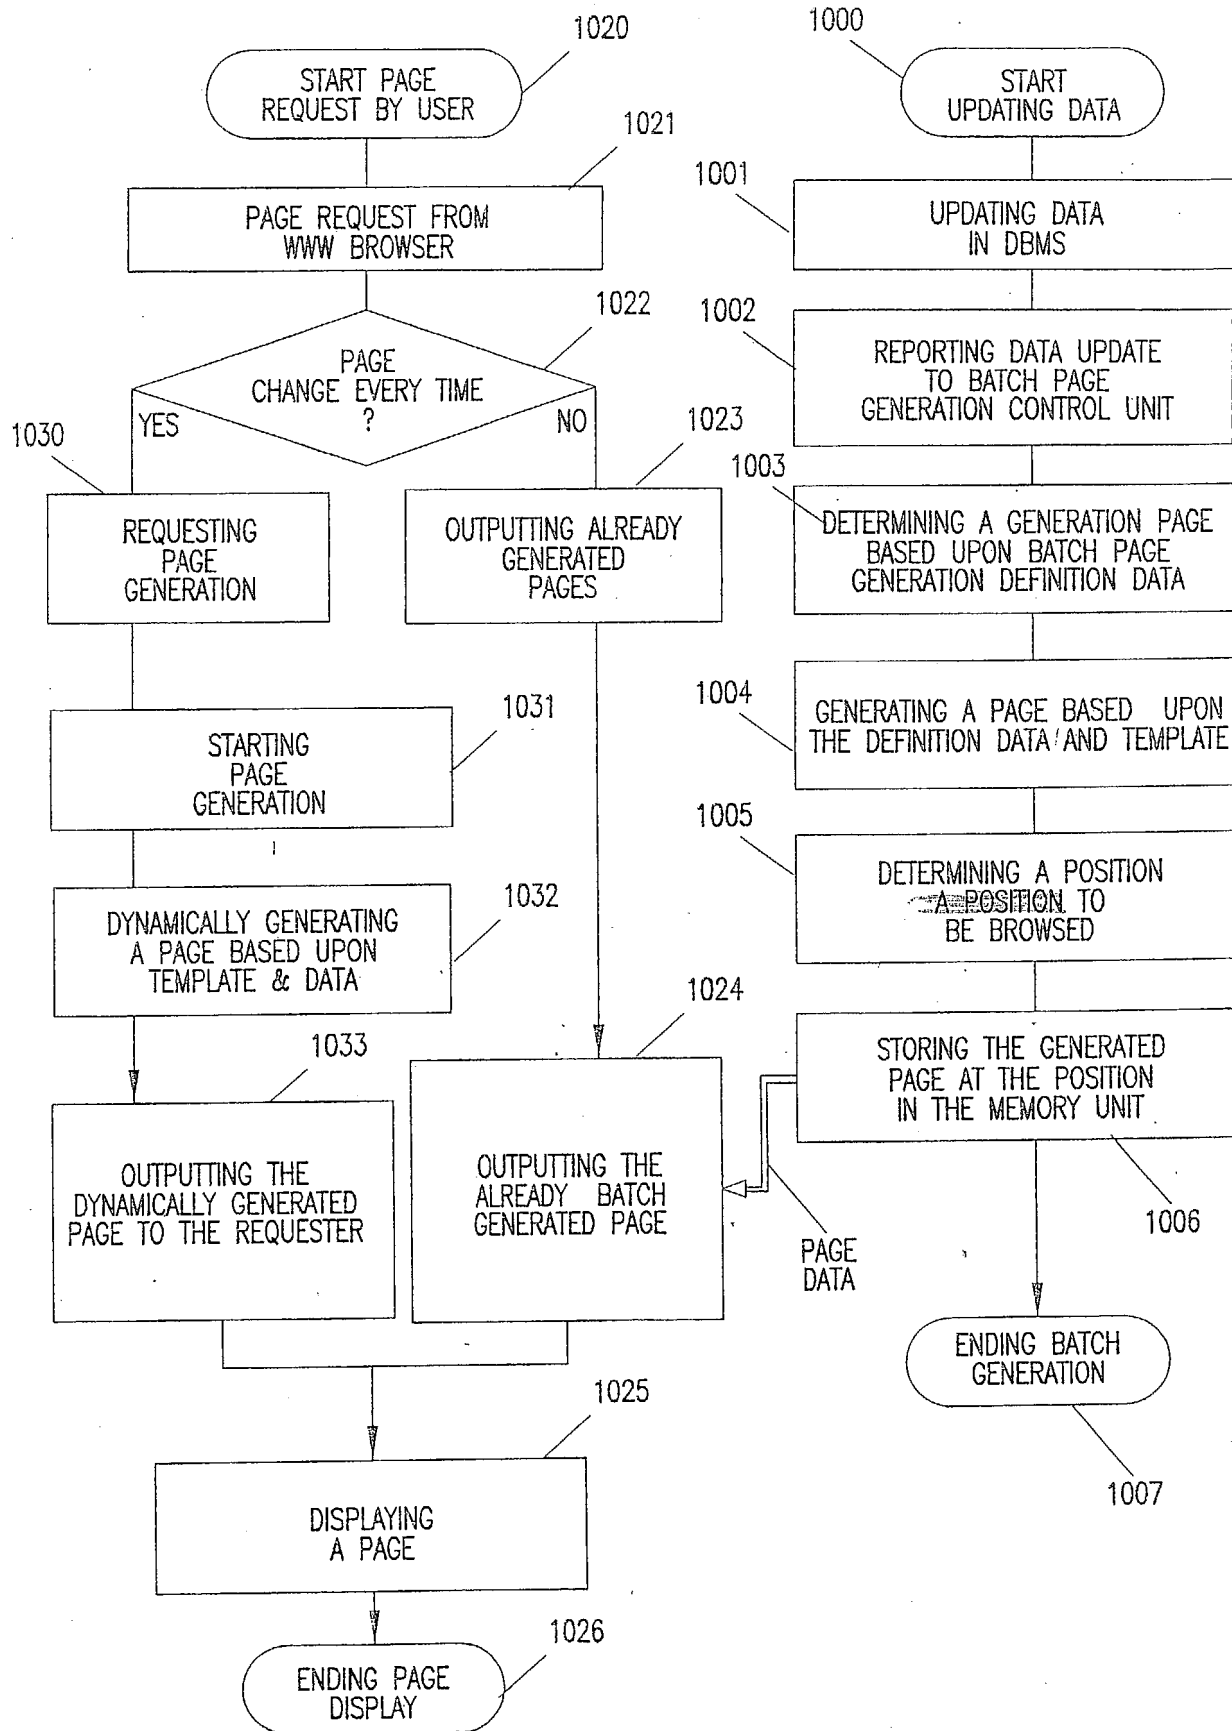 1020
START PAGE
REQUEST BY USER
1021
PAGE REQUEST FROM
WWW BROWSER
1022
PAGE
CHANGE EVERY TIME
?
YES
NO
1030
REQUESTING
PAGE
GENERATION
1023
OUTPUTTING ALREADY
GENERATED
PAGES
1031
STARTING
PAGE
GENERATION
1032
DYNAMICALLY GENERATING
A PAGE BASED UPON
TEMPLATE & DATA
1033
OUTPUTTING THE
DYNAMICALLY GENERATED
PAGE TO THE REQUESTER
1024
OUTPUTTING THE
ALREADY BATCH
GENERATED PAGE
PAGE
DATA
1025
DISPLAYING
A PAGE
1026
ENDING PAGE
DISPLAY
1000
START
UPDATING DATA
1001
UPDATING DATA
IN DBMS
1002
REPORTING DATA UPDATE
TO BATCH PAGE
GENERATION CONTROL UNIT
1003
DETERMINING A GENERATION PAGE
BASED UPON BATCH PAGE
GENERATION DEFINITION DATA
1004
GENERATING A PAGE BASED UPON
THE DEFINITION DATA AND TEMPLATE
1005
DETERMINING A POSITION
A POSITION TO
BE BROWSED
STORING THE GENERATED
PAGE AT THE POSITION
IN THE MEMORY UNIT
1006
ENDING BATCH
GENERATION
1007